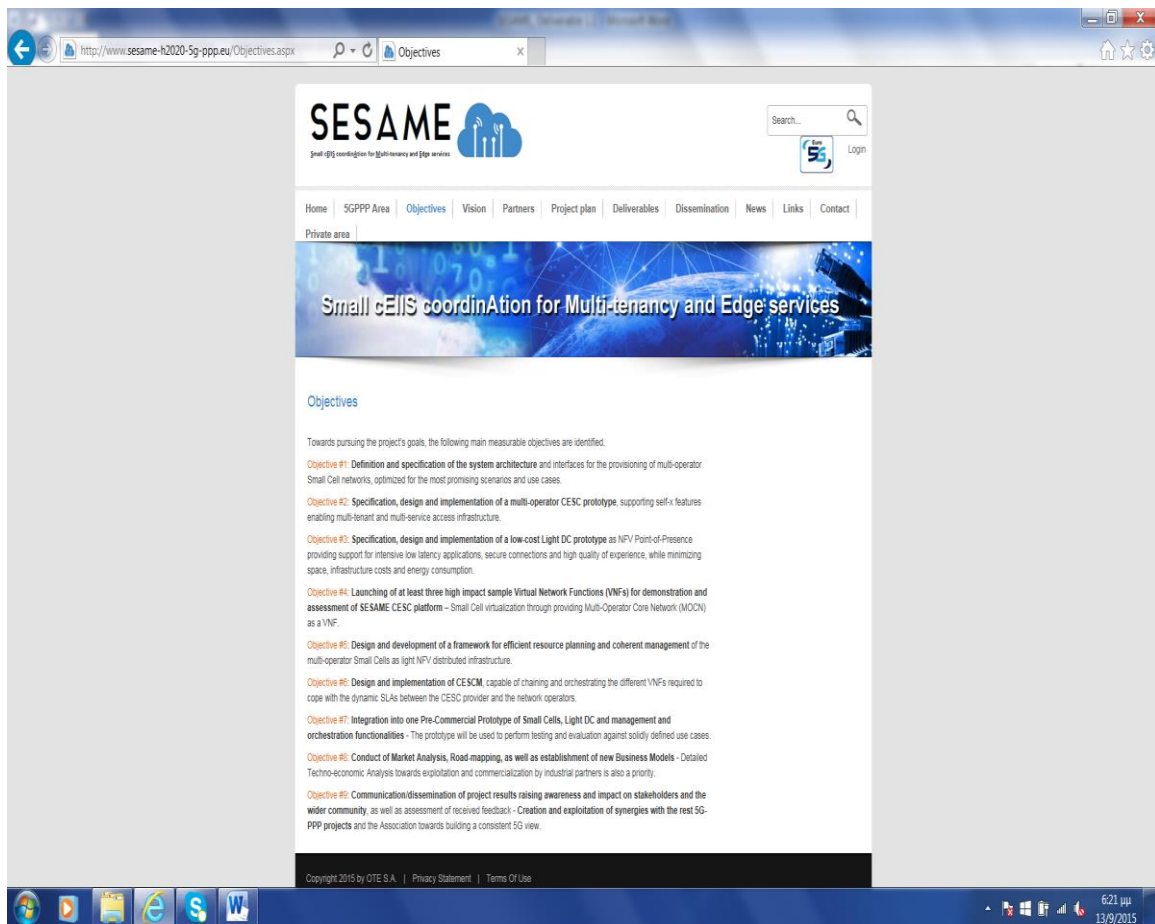 SESAME, Deliverable 1.1 - Microsoft Word
http://www.sesame-h2020-5g-ppp.eu/Objectives.aspx
Objectives
SESAME
Small cEllS coordinAtion for Multi-tenancy and Edge services
Search...
Euro
5G
Login
Home | 5GPPP Area | Objectives | Vision | Partners | Project plan | Deliverables | Dissemination | News | Links | Contact |
Private area |
Small cEllS coordinAtion for Multi-tenancy and Edge services
Objectives
Towards pursuing the project's goals, the following main measurable objectives are identified.
Objective #1: Definition and specification of the system architecture and interfaces for the provisioning of multi-operator
Small Cell networks, optimized for the most promising scenarios and use cases.
Objective #2: Specification, design and implementation of a multi-operator CESC prototype, supporting self-x features
enabling multi-tenant and multi-service access infrastructure.
Objective #3: Specification, design and implementation of a low-cost Light DC prototype as NFV Point-of-Presence
providing support for intensive low latency applications, secure connections and high quality of experience, while minimizing
space, infrastructure costs and energy consumption.
Objective #4: Launching of at least three high impact sample Virtual Network Functions (VNFs) for demonstration and
assessment of SESAME CESC platform – Small Cell virtualization through providing Multi-Operator Core Network (MOCN)
as a VNF.
Objective #5: Design and development of a framework for efficient resource planning and coherent management of the
multi-operator Small Cells as light NFV distributed infrastructure.
Objective #6: Design and implementation of CESCM, capable of chaining and orchestrating the different VNFs required to
cope with the dynamic SLAs between the CESC provider and the network operators.
Objective #7: Integration into one Pre-Commercial Prototype of Small Cells, Light DC and management and
orchestration functionalities - The prototype will be used to perform testing and evaluation against solidly defined use cases.
Objective #8: Conduct of Market Analysis, Road-mapping, as well as establishment of new Business Models - Detailed
Techno-economic Analysis towards exploitation and commercialization by industrial partners is also a priority.
Objective #9: Communication/dissemination of project results raising awareness and impact on stakeholders and the
wider community, as well as assessment of received feedback - Creation and exploitation of synergies with the rest 5G-
PPP projects and the Association towards building a consistent 5G view.
Copyright 2015 by OTE S.A. | Privacy Statement | Terms Of Use
6:21 μμ
13/9/2015